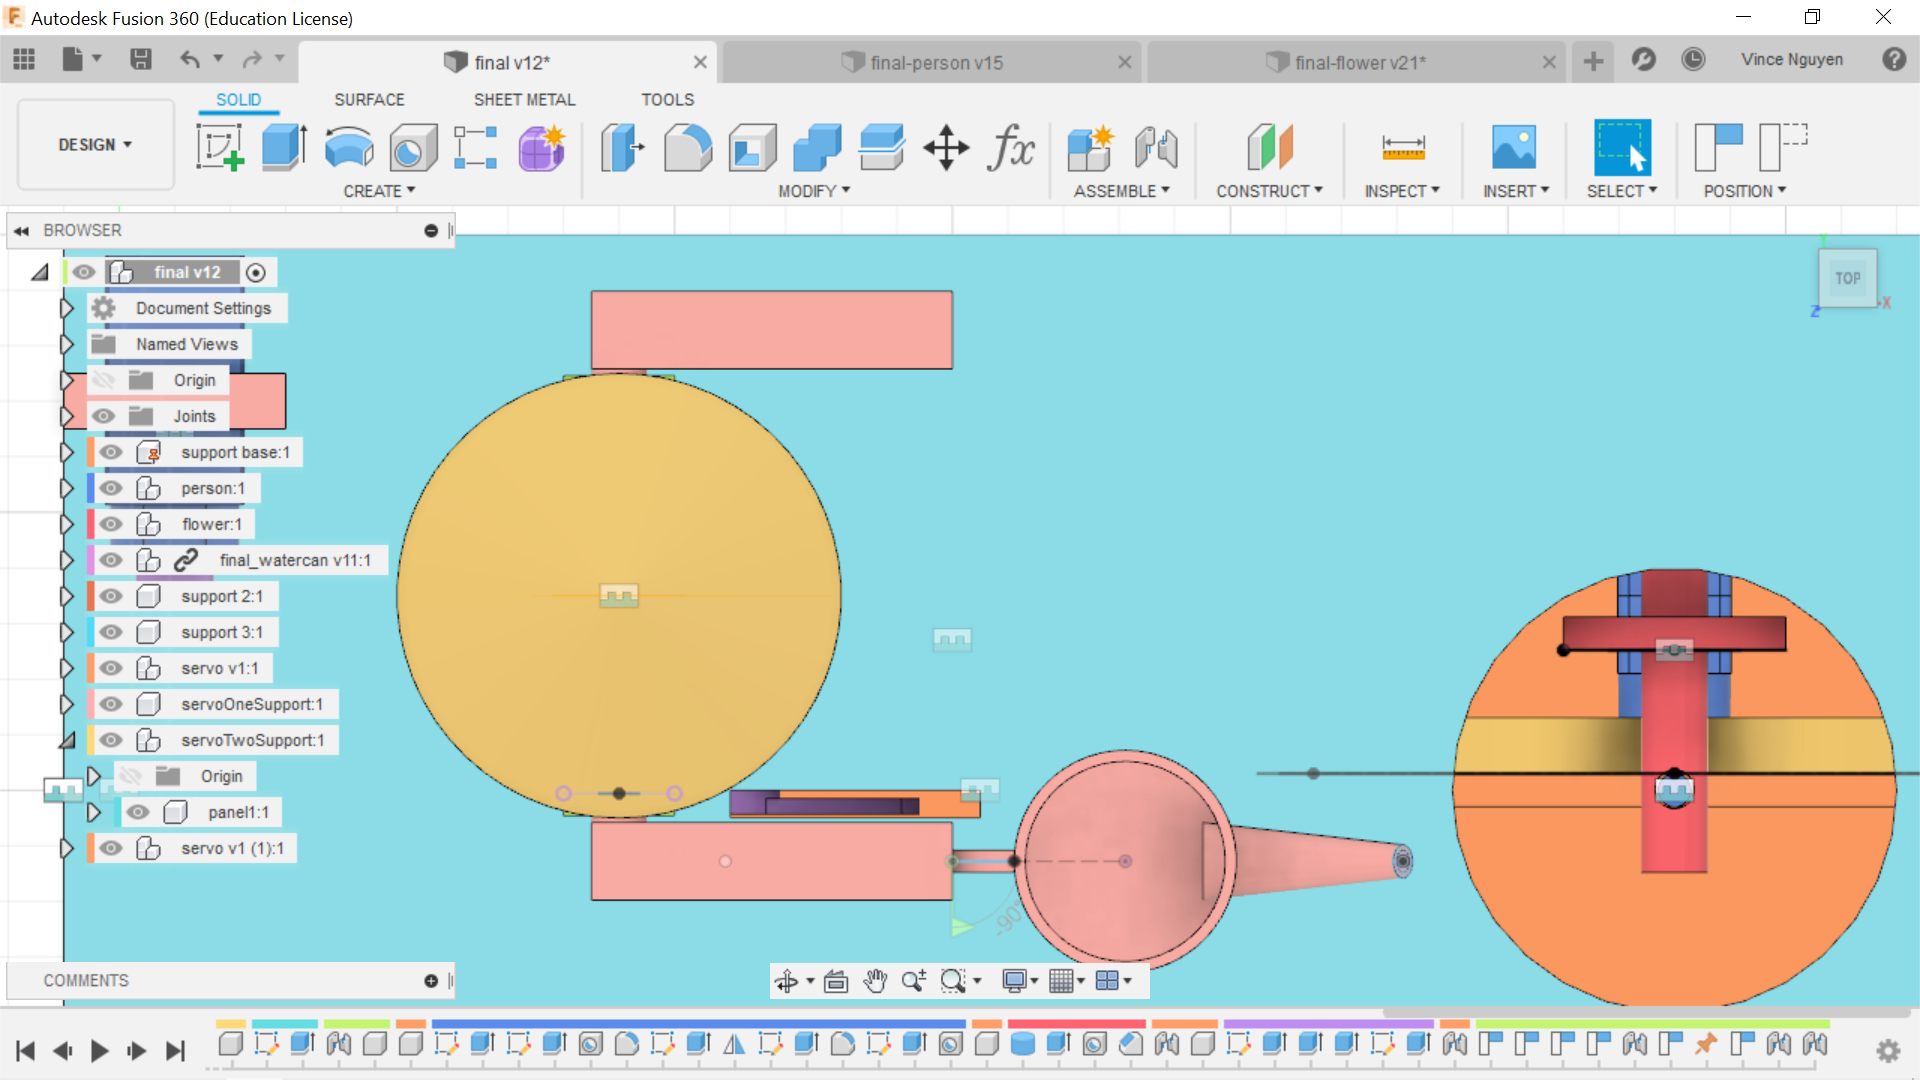 Autodesk Fusion 360 (Education License)
final v12*
final-person v15
final-flower v21*
Vince Nguyen
SOLID
SURFACE
SHEET METAL
TOOLS
DESIGN
CREATE
MODIFY
ASSEMBLE
CONSTRUCT
INSPECT
INSERT
SELECT
POSITION
BROWSER
final v12
Document Settings
Named Views
Origin
Joints
support base:1
person:1
flower:1
final_watercan v11:1
support 2:1
support 3:1
servo v1:1
servoOneSupport:1
servoTwoSupport:1
Origin
panel1:1
servo v1 (1):1
TOP
Y
X
Z
-90°
COMMENTS